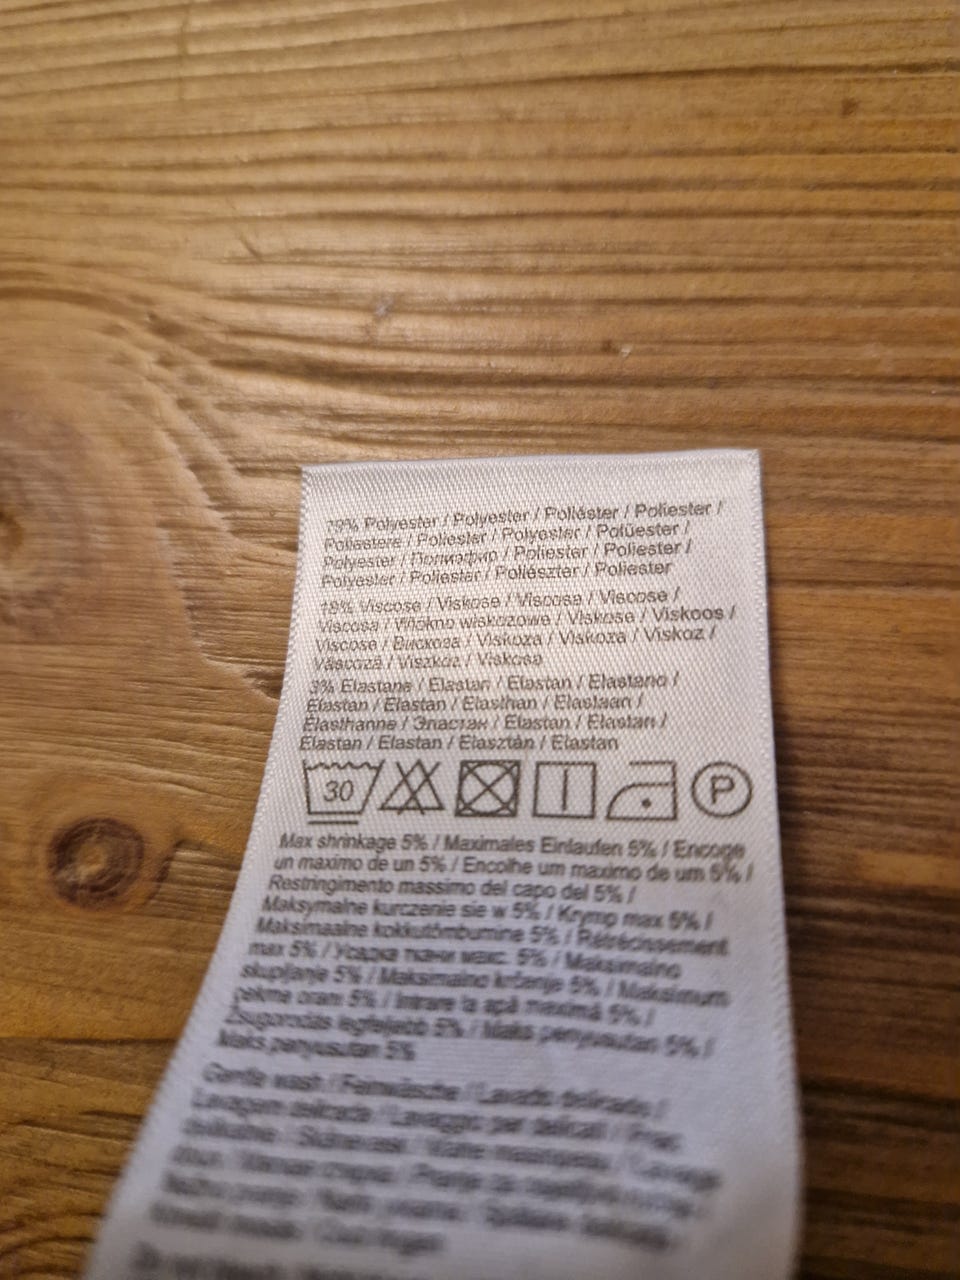 79% Polyester / Polyester / Poliéster / Poliester /
Poliestere / Poliester / Polyester / Polüester /
Polyester / Полиэфир / Poliester / Poliester /
Polyester / Poliester / Poliészter / Poliester
18% Viscose / Viskose / Viscosa / Viscose /
Viscosa / Włókno wiskozowe / Viskose / Viskoos /
Viscose / Вискоза / Viskoza / Viskoza / Viskoz /
Vâscoză / Viszkóz / Viskosa
3% Elastane / Elastan / Elastan / Elastano /
Elastan / Elastan / Elasthan / Elastaan /
Élasthanne / Эластан / Elastan / Elastan /
Elastan / Elastan / Elasztán / Elastan
30 P
Max shrinkage 5% / Maximales Einlaufen 5% / Encoge
un maximo de un 5% / Encolhe um maximo de um 5% /
Restringimento massimo del capo del 5% /
Maksymalne kurczenie sie w 5% / Krymp max 5% /
Maksimaalne kokkutõmbumine 5% / Rétrécissement
max 5% / Усадка ткани макс. 5% / Maksimalno
skupljanje 5% / Maksimalno krčenje 5% / Maksimum
çekme oranı 5% / Intrare la apă maximă 5% /
Zsugorodás legfeljebb 5% / Maks penyusutan 5% /
Maks penyusutan 5%
Gentle wash / Feinwäsche / Lavado delicado /
Lavagem delicada / Lavaggio per delicati /